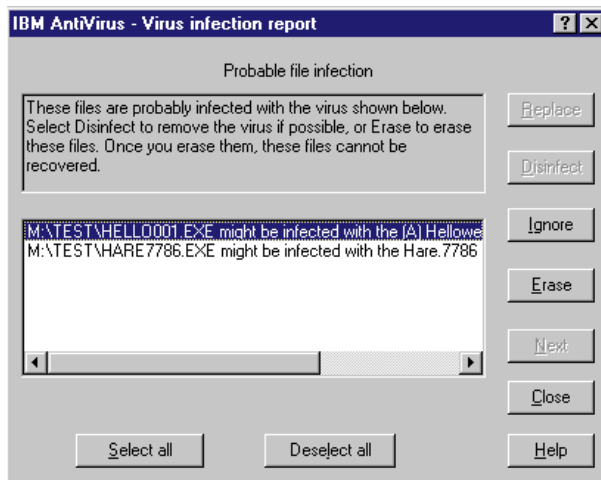 IBM AntiVirus - Virus infection report
Probable file infection
These files are probably infected with the virus shown below.
Select Disinfect to remove the virus if possible, or Erase to erase
these files. Once you erase them, these files cannot be
recovered.
M:\TEST\HELLO001.EXE might be infected with the (A) Hellowe
M:\TEST\HARE7786.EXE might be infected with the Hare.7786
Replace
Disinfect
Ignore
Erase
Next
Close
Select all
Deselect all
Help